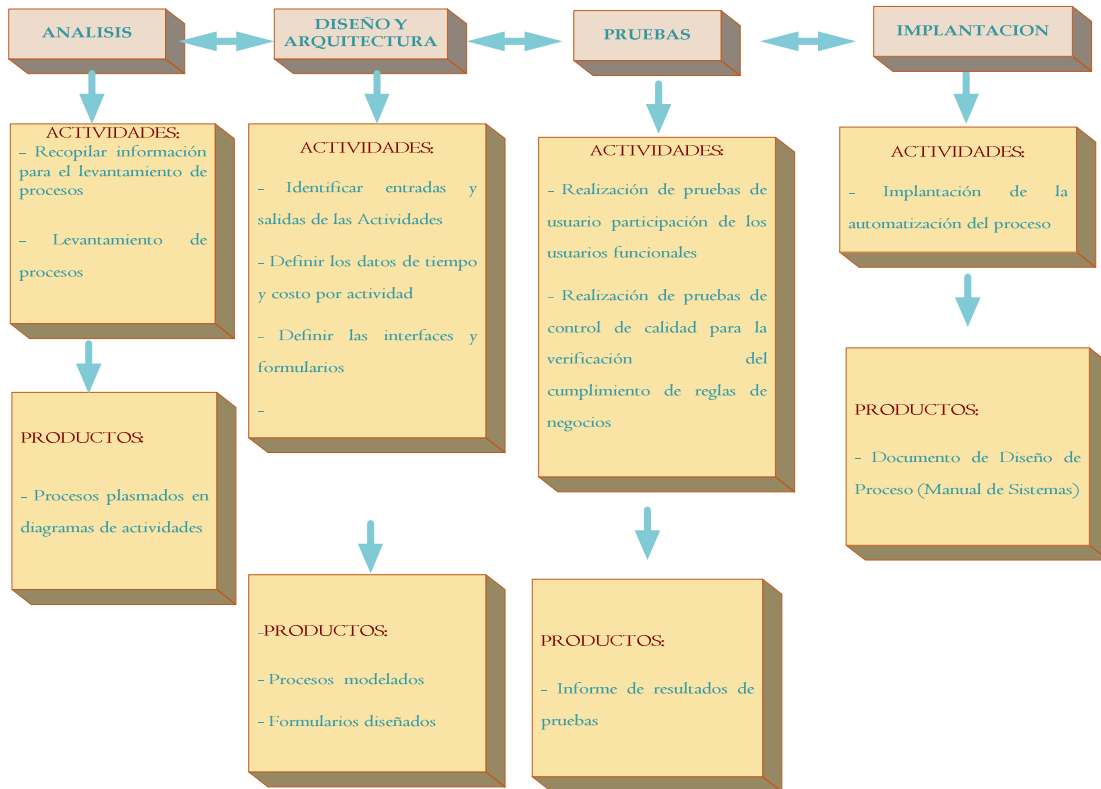 ANALISIS
DISEÑO Y
ARQUITECTURA
PRUEBAS
IMPLANTACION
ACTIVIDADES:
- Recopilar información
para el levantamiento de
procesos
- Levantamiento de
procesos
PRODUCTOS:
- Procesos plasmados en
diagramas de actividades
ACTIVIDADES:
- Identificar entradas y
salidas de las Actividades
- Definir los datos de tiempo
y costo por actividad
- Definir las interfaces y
formularios
-
-PRODUCTOS:
- Procesos modelados
- Formularios diseñados
ACTIVIDADES:
- Realización de pruebas de
usuario participación de los
usuarios funcionales
- Realización de pruebas de
control de calidad para la
verificación del
cumplimiento de reglas de
negocios
PRODUCTOS:
- Informe de resultados de
pruebas
ACTIVIDADES:
- Implantación de la
automatización del proceso
PRODUCTOS:
- Documento de Diseño de
Proceso (Manual de Sistemas)